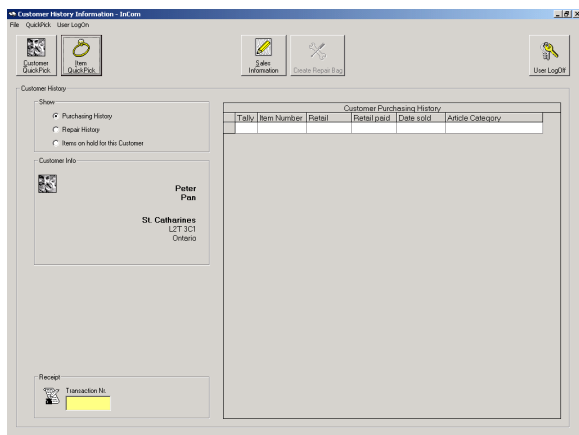 Customer History Information - InCom
File QuickPick User LogOn
Customer QuickPick
Item QuickPick
Sales Information
Create Repair Bag
User LogOff
Customer History
Show
Purchasing History
Repair History
Items on hold for this Customer
Customer Info
Peter
Pan
St. Catharines
L2T 3C1
Ontario
Customer Purchasing History
Tally Item Number Retail Retail paid Date sold Article Category
Receipt
Transaction Nr.